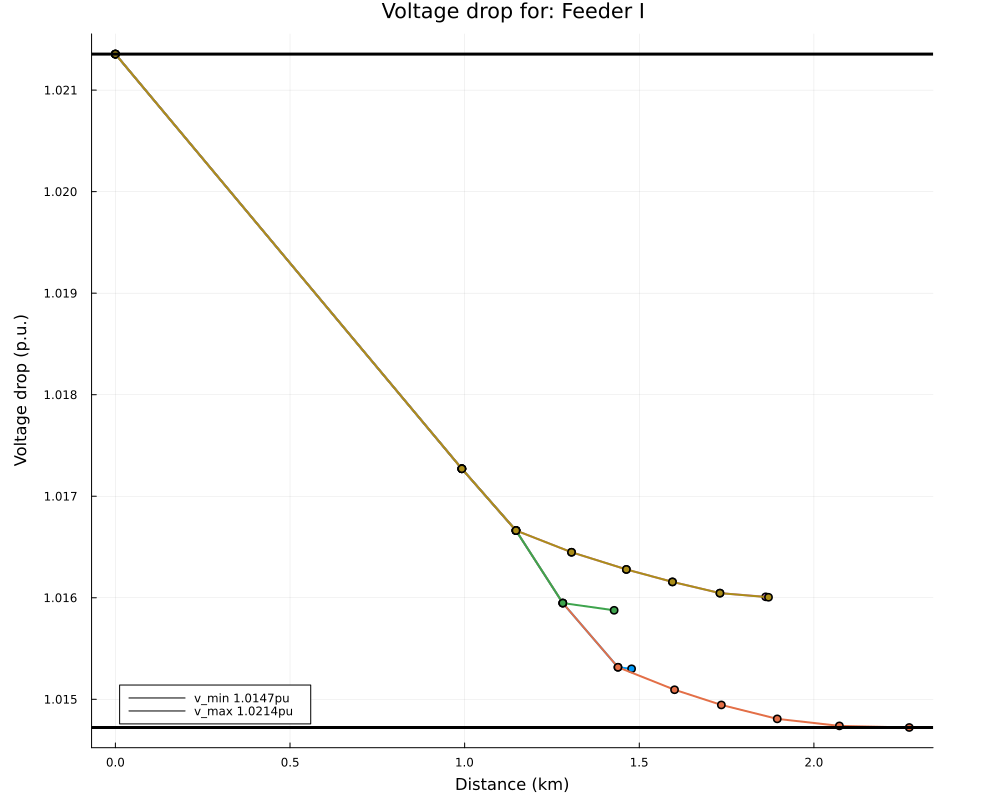 Voltage drop for: Feeder I
Voltage drop (p.u.)
1.021
1.020
1.019
1.018
1.017
1.016
1.015
v_min 1.0147pu
v_max 1.0214pu
0.0 0.5 1.0 1.5 2.0
Distance (km)